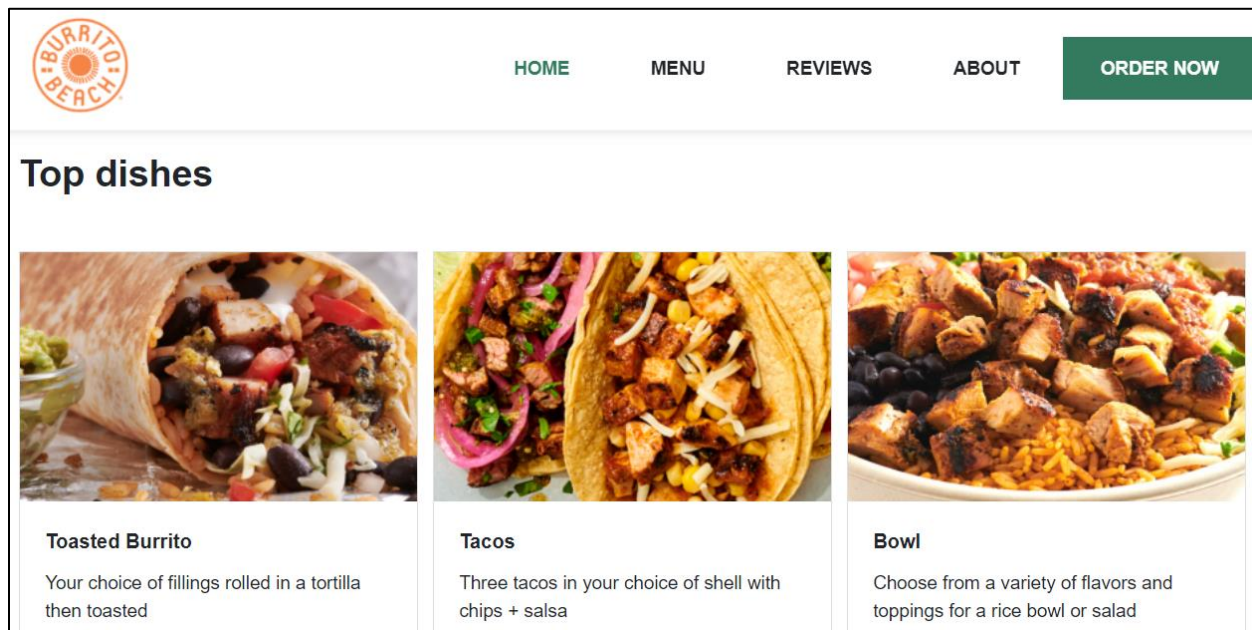 BURRITO
BEACH
HOME MENU REVIEWS ABOUT ORDER NOW
Top dishes
Toasted Burrito
Your choice of fillings rolled in a tortilla
then toasted
Tacos
Three tacos in your choice of shell with
chips + salsa
Bowl
Choose from a variety of flavors and
toppings for a rice bowl or salad